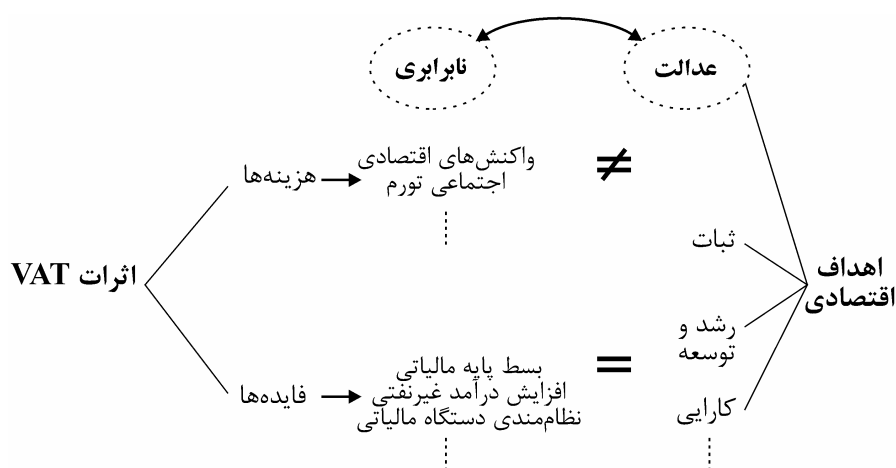 نابرابری
عدالت
واکنش‌های اقتصادی
اجتماعی تورم
≠
هزینه‌ها
ثبات
اهداف
اقتصادی
اثرات VAT
رشد و
توسعه
=
بسط پایه مالیاتی
افزایش درآمد غیرنفتی
نظام‌مندی دستگاه مالیاتی
فایده‌ها
کارایی